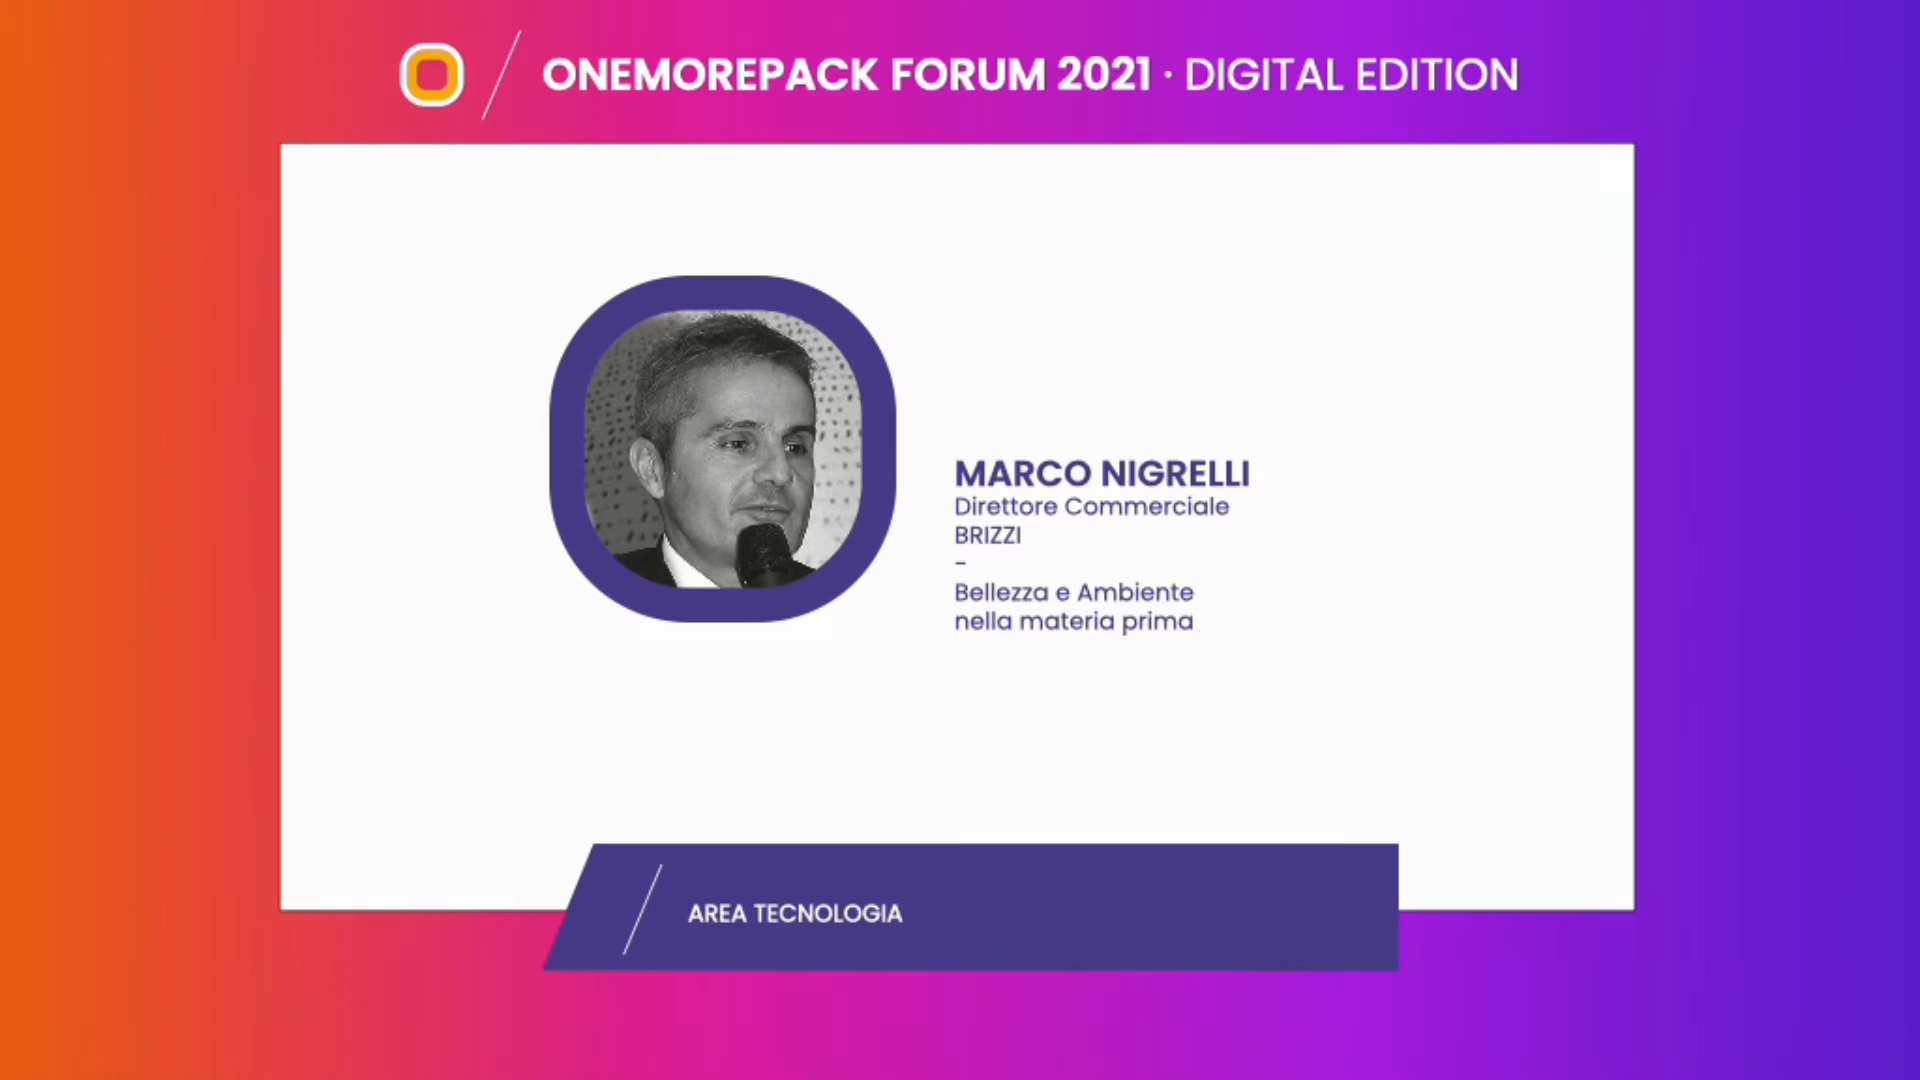 ONEMOREPACK FORUM 2021 · DIGITAL EDITION
MARCO NIGRELLI
Direttore Commerciale
BRIZZI
-
Bellezza e Ambiente
nella materia prima
AREA TECNOLOGIA